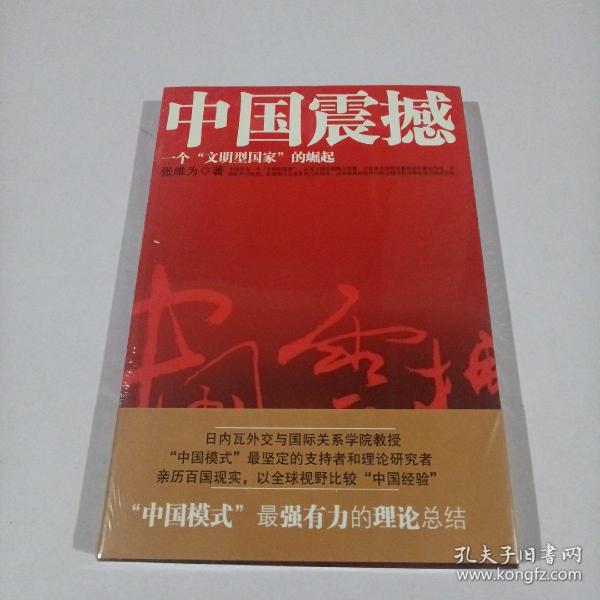 中国震撼
一个“文明型国家”的崛起
张维为◎著
中国震撼
日内瓦外交与国际关系学院教授
“中国模式”最坚定的支持者和理论研究者
亲历百国现实，以全球视野比较“中国经验”
“中国模式”最强有力的理论总结
孔夫子旧书网
www.kongfz.com